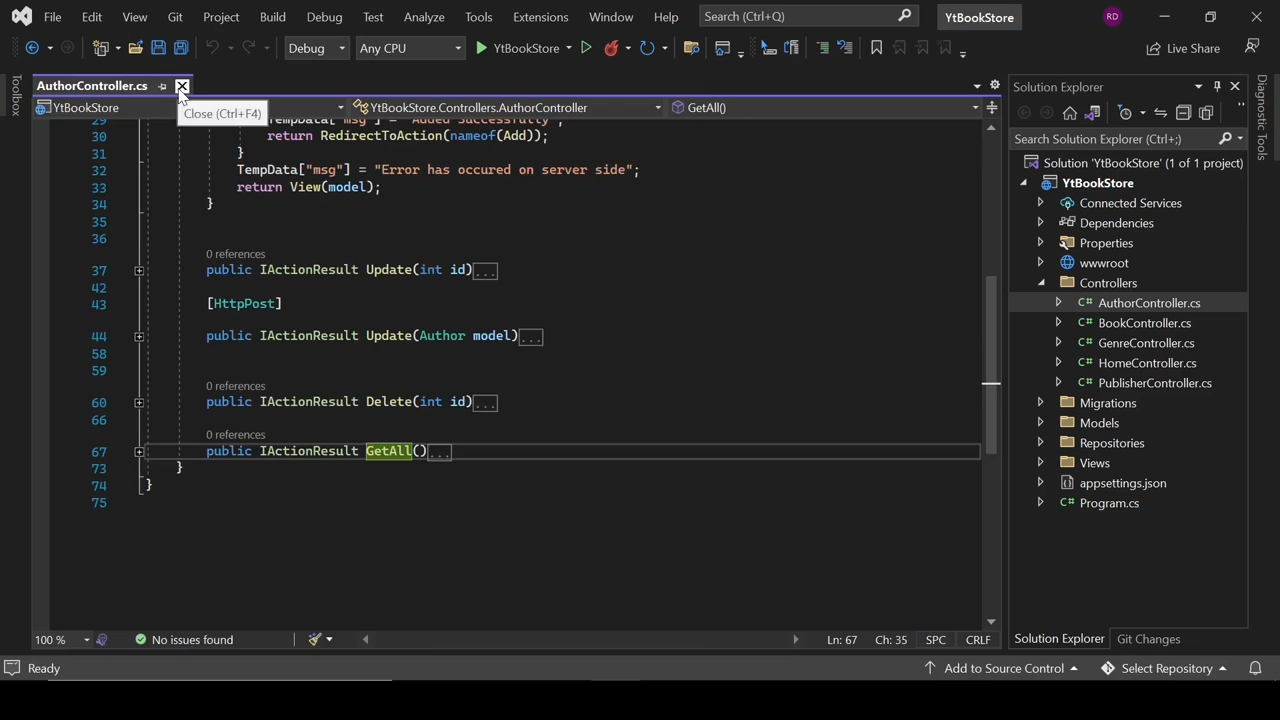 File Edit View Git Project Build Debug Test Analyze Tools Extensions Window Help Search (Ctrl+Q) YtBookStore RD
Debug Any CPU YtBookStore Live Share
Toolbox
AuthorController.cs
Close (Ctrl+F4)
YtBookStore YtBookStore.Controllers.AuthorController GetAll()
29 TempData["msg"] = "Added Successfully";
30 return RedirectToAction(nameof(Add));
31 }
32 TempData["msg"] = "Error has occured on server side";
33 return View(model);
34 }
35
36
0 references
37 public IActionResult Update(int id)...
42
43 [HttpPost]
44 public IActionResult Update(Author model)...
58
59
0 references
60 public IActionResult Delete(int id)...
66
0 references
67 public IActionResult GetAll()...
73 }
74 }
75
100 % No issues found Ln: 67 Ch: 35 SPC CRLF
Solution Explorer
Search Solution Explorer (Ctrl+;)
Solution 'YtBookStore' (1 of 1 project)
YtBookStore
Connected Services
Dependencies
Properties
wwwroot
Controllers
C# AuthorController.cs
C# BookController.cs
C# GenreController.cs
C# HomeController.cs
C# PublisherController.cs
Migrations
Models
Repositories
Views
appsettings.json
C# Program.cs
Solution Explorer Git Changes
Diagnostic Tools
Ready Add to Source Control Select Repository